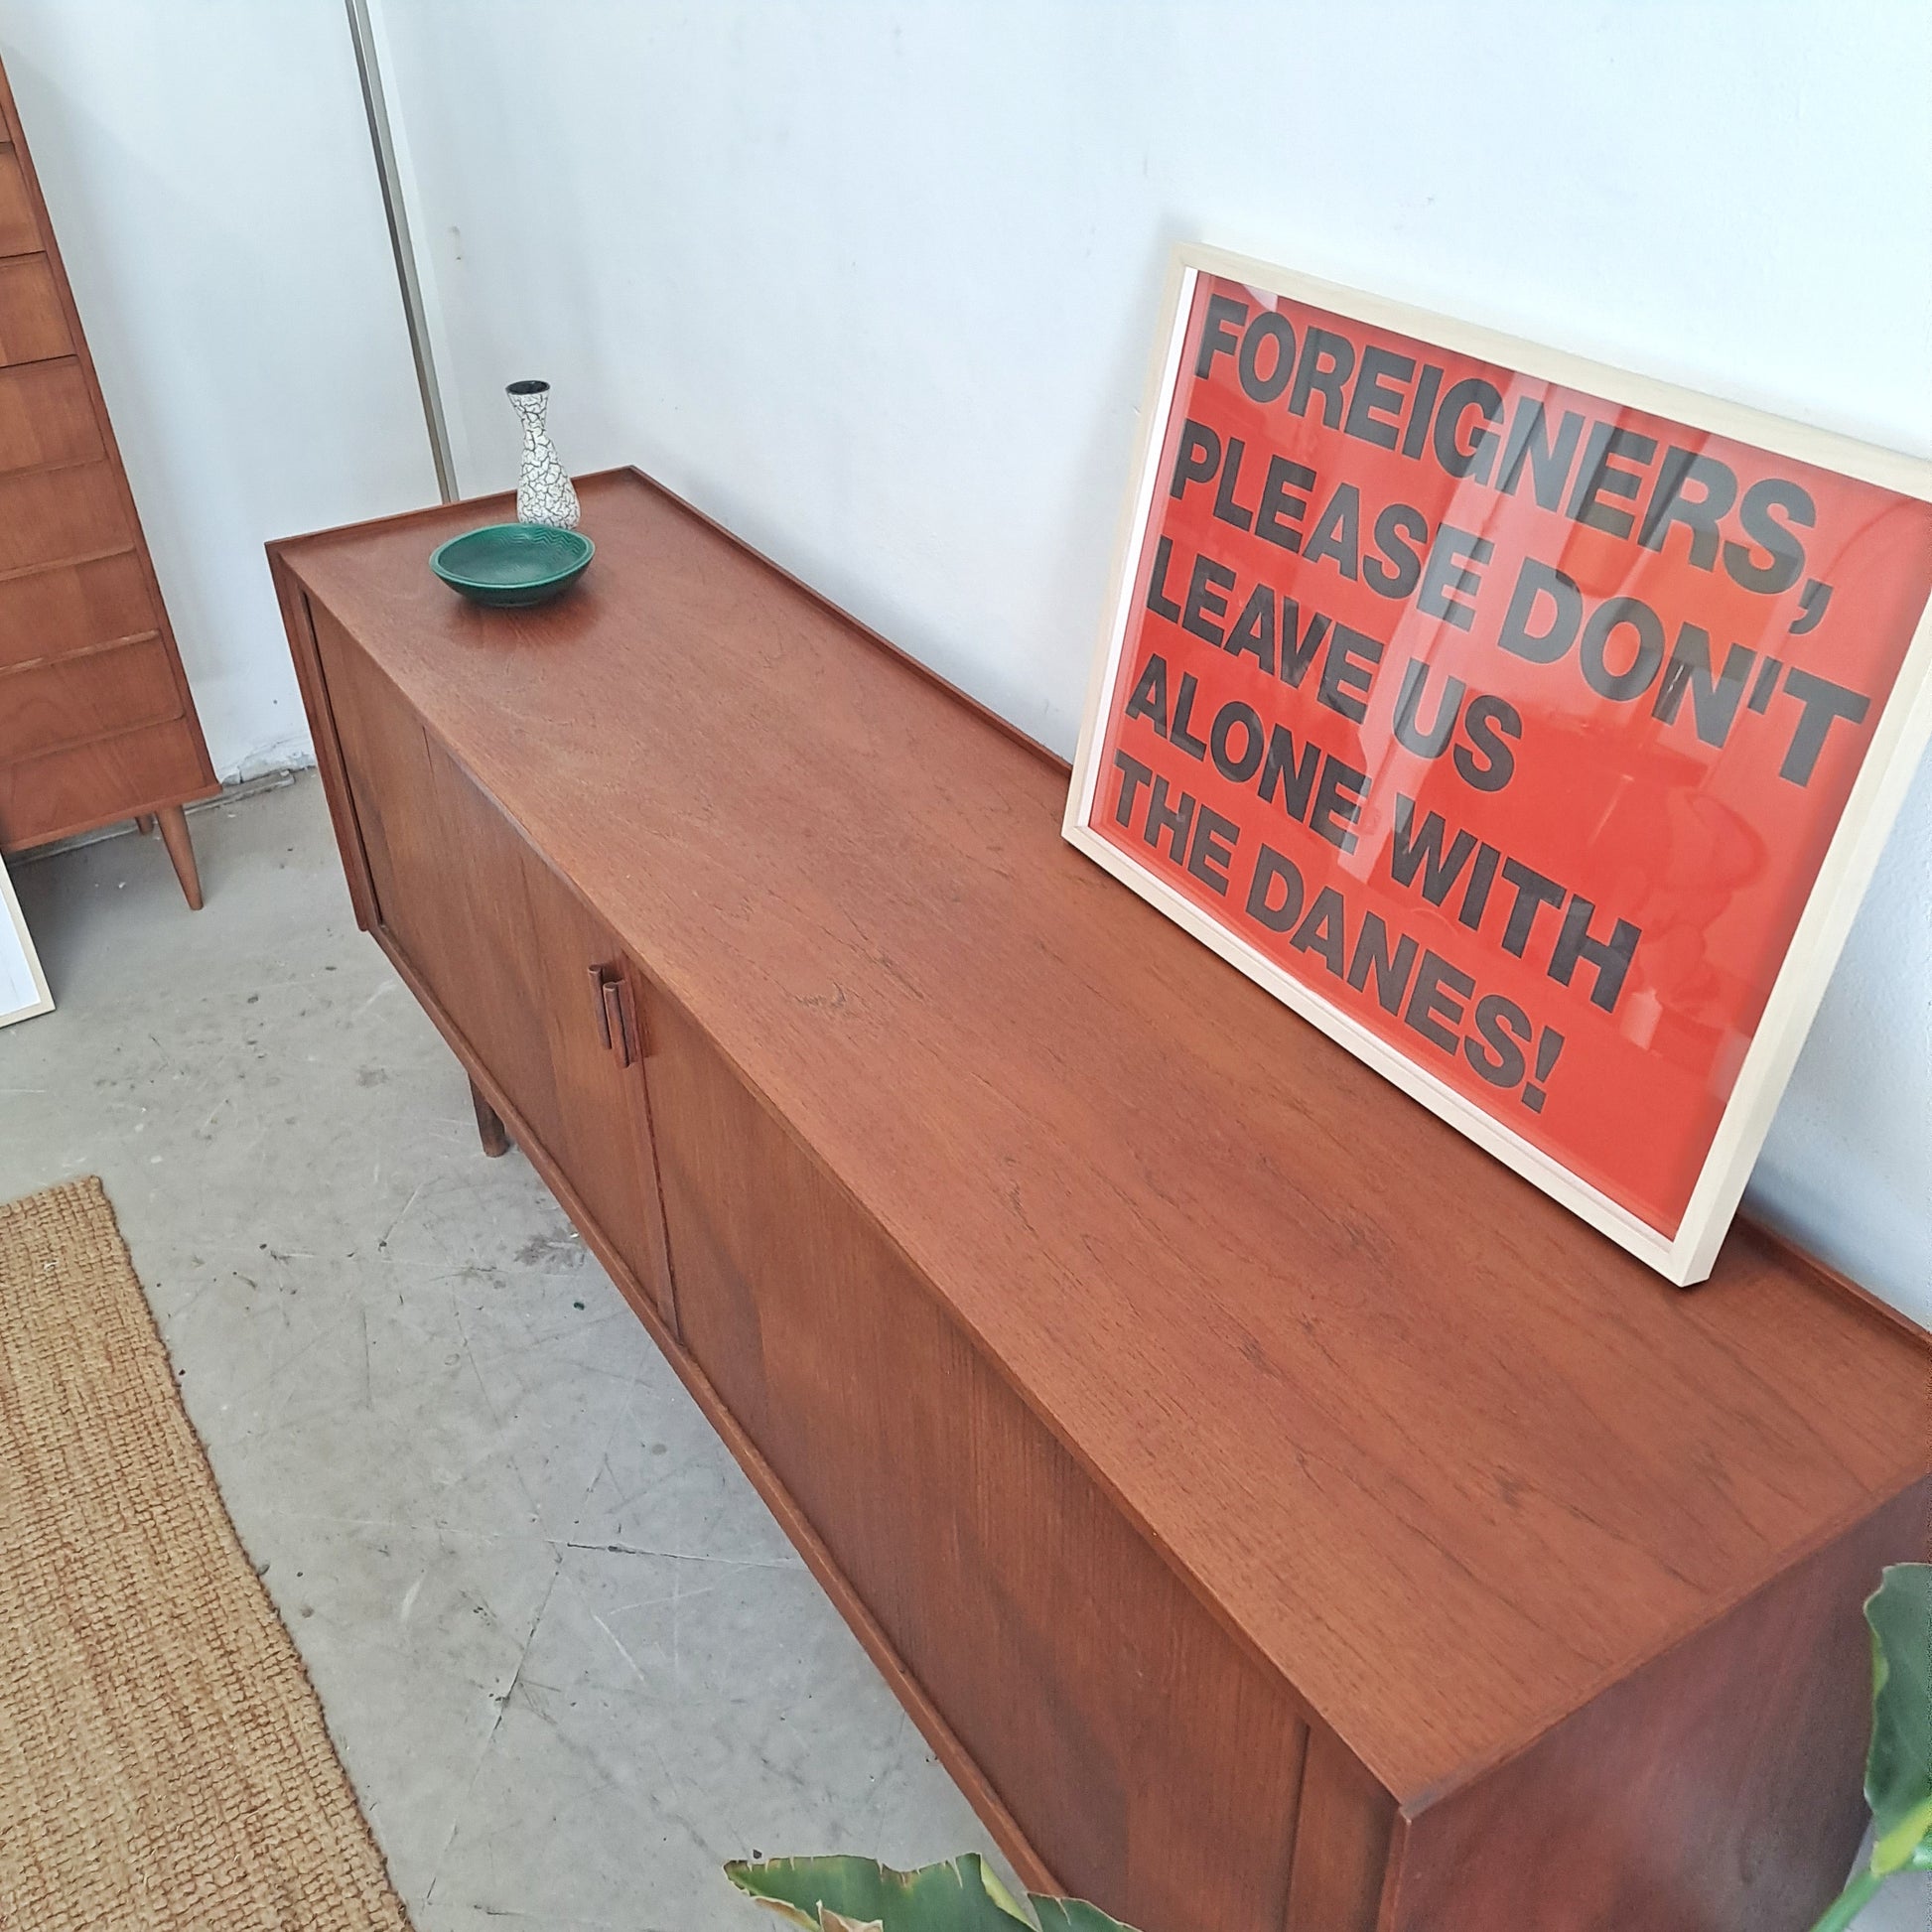 FOREIGNERS,
PLEASE DON'T
LEAVE US
ALONE WITH
THE DANES!